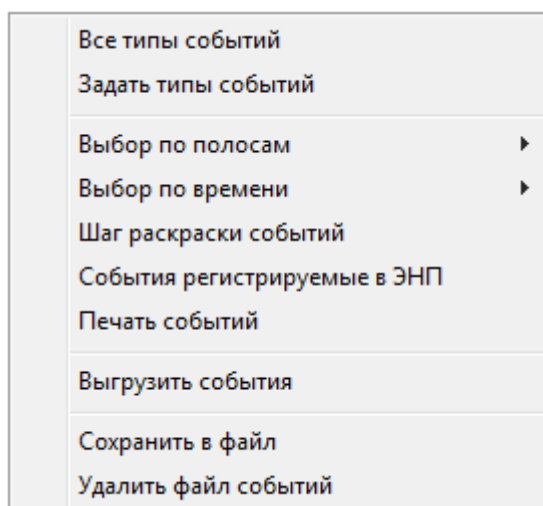 Все типы событий
Задать типы событий
Выбор по полосам
Выбор по времени
Шаг раскраски событий
События регистрируемые в ЭНП
Печать событий
Выгрузить события
Сохранить в файл
Удалить файл событий